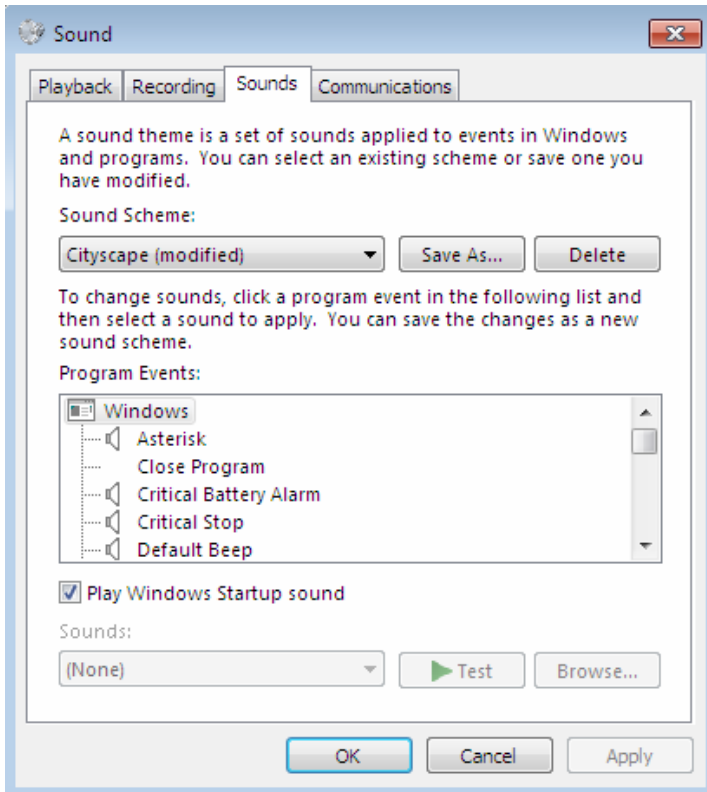 Sound
Playback Recording Sounds Communications
A sound theme is a set of sounds applied to events in Windows
and programs. You can select an existing scheme or save one you
have modified.
Sound Scheme:
Cityscape (modified) Save As... Delete
To change sounds, click a program event in the following list and
then select a sound to apply. You can save the changes as a new
sound scheme.
Program Events:
Windows
Asterisk
Close Program
Critical Battery Alarm
Critical Stop
Default Beep
Play Windows Startup sound
Sounds:
(None) Test Browse...
OK Cancel Apply